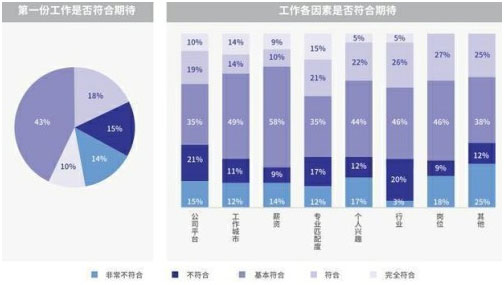 第一份工作是否符合期待
18%
15%
14%
10%
43%
工作各因素是否符合期待
10% 14% 9% 15% 5% 5% 27% 25%
19% 14% 10% 21% 22% 26%
35% 49% 58% 35% 44% 46% 46% 38%
21% 11% 9% 17% 12% 20% 9% 12%
15% 12% 14% 12% 17% 3% 18% 25%
公司平台
工作城市
薪资
专业匹配度
个人兴趣
行业
岗位
其他
非常不符合 不符合 基本符合 符合 完全符合